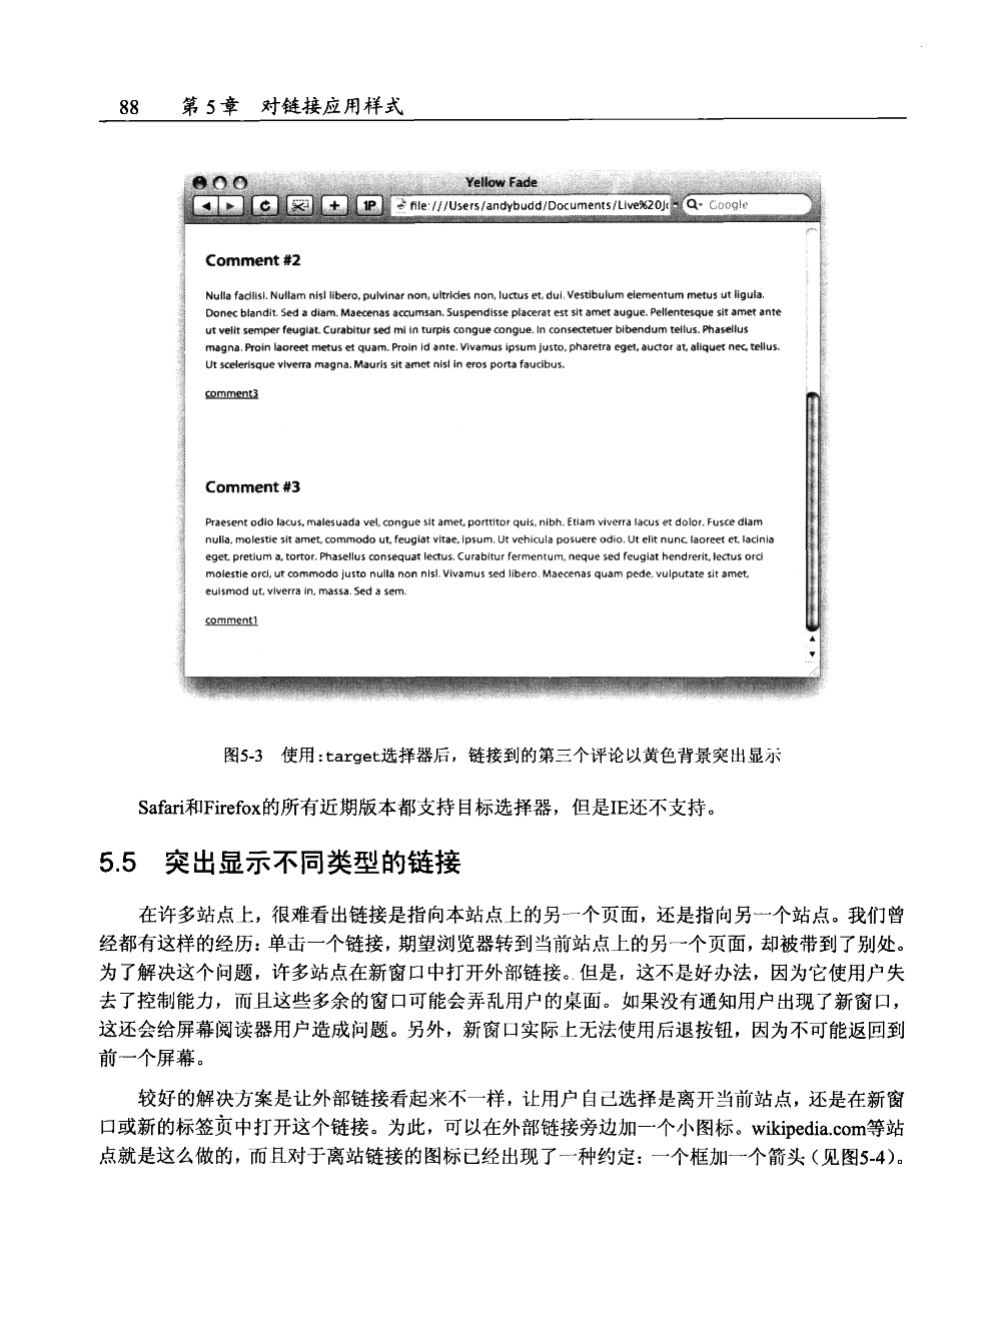 88 第5章 对链接应用样式
Yellow Fade
1P file:///Users/andybudd/Documents/Live%20Jo Google
Comment #2
Nulla facilisi. Nullam nisl libero, pulvinar non, ultricies non, luctus et, dui. Vestibulum elementum metus ut ligula.
Donec blandit. Sed a diam. Maecenas accumsan. Suspendisse placerat est sit amet augue. Pellentesque sit amet ante
ut velit semper feugiat. Curabitur sed mi in turpis congue congue. In consectetuer bibendum tellus. Phasellus
magna. Proin laoreet metus et quam. Proin id ante. Vivamus ipsum justo, pharetra eget, auctor at, aliquet nec, tellus.
Ut scelerisque viverra magna. Mauris sit amet nisl in eros porta faucibus.
comment3
Comment #3
Praesent odio lacus, malesuada vel, congue sit amet, porttitor quis, nibh. Etiam viverra lacus et dolor. Fusce diam
nulla, molestie sit amet, commodo ut, feugiat vitae, ipsum. Ut vehicula posuere odio. Ut elit nunc, laoreet et, lacinia
eget, pretium a, tortor. Phasellus consequat lectus. Curabitur fermentum, neque sed feugiat hendrerit, lectus orci
molestie orci, ut commodo justo nulla non nisl. Vivamus sed libero. Maecenas quam pede, vulputate sit amet,
euismod ut, viverra in, massa. Sed a sem.
comment1
图5-3 使用:target选择器后，链接到的第三个评论以黄色背景突出显示
Safari和Firefox的所有近期版本都支持目标选择器，但是IE还不支持。
5.5 突出显示不同类型的链接
在许多站点上，很难看出链接是指向本站点上的另一个页面，还是指向另一个站点。我们曾
经都有这样的经历：单击一个链接，期望浏览器转到当前站点上的另一个页面，却被带到了别处。
为了解决这个问题，许多站点在新窗口中打开外部链接。但是，这不是好办法，因为它使用户失
去了控制能力，而且这些多余的窗口可能会弄乱用户的桌面。如果没有通知用户出现了新窗口，
这还会给屏幕阅读器用户造成问题。另外，新窗口实际上无法使用后退按钮，因为不可能返回到
前一个屏幕。
较好的解决方案是让外部链接看起来不一样，让用户自己选择是离开当前站点，还是在新窗
口或新的标签页中打开这个链接。为此，可以在外部链接旁边加一个小图标。wikipedia.com等站
点就是这么做的，而且对于离站链接的图标已经出现了一种约定：一个框加一个箭头（见图5-4）。